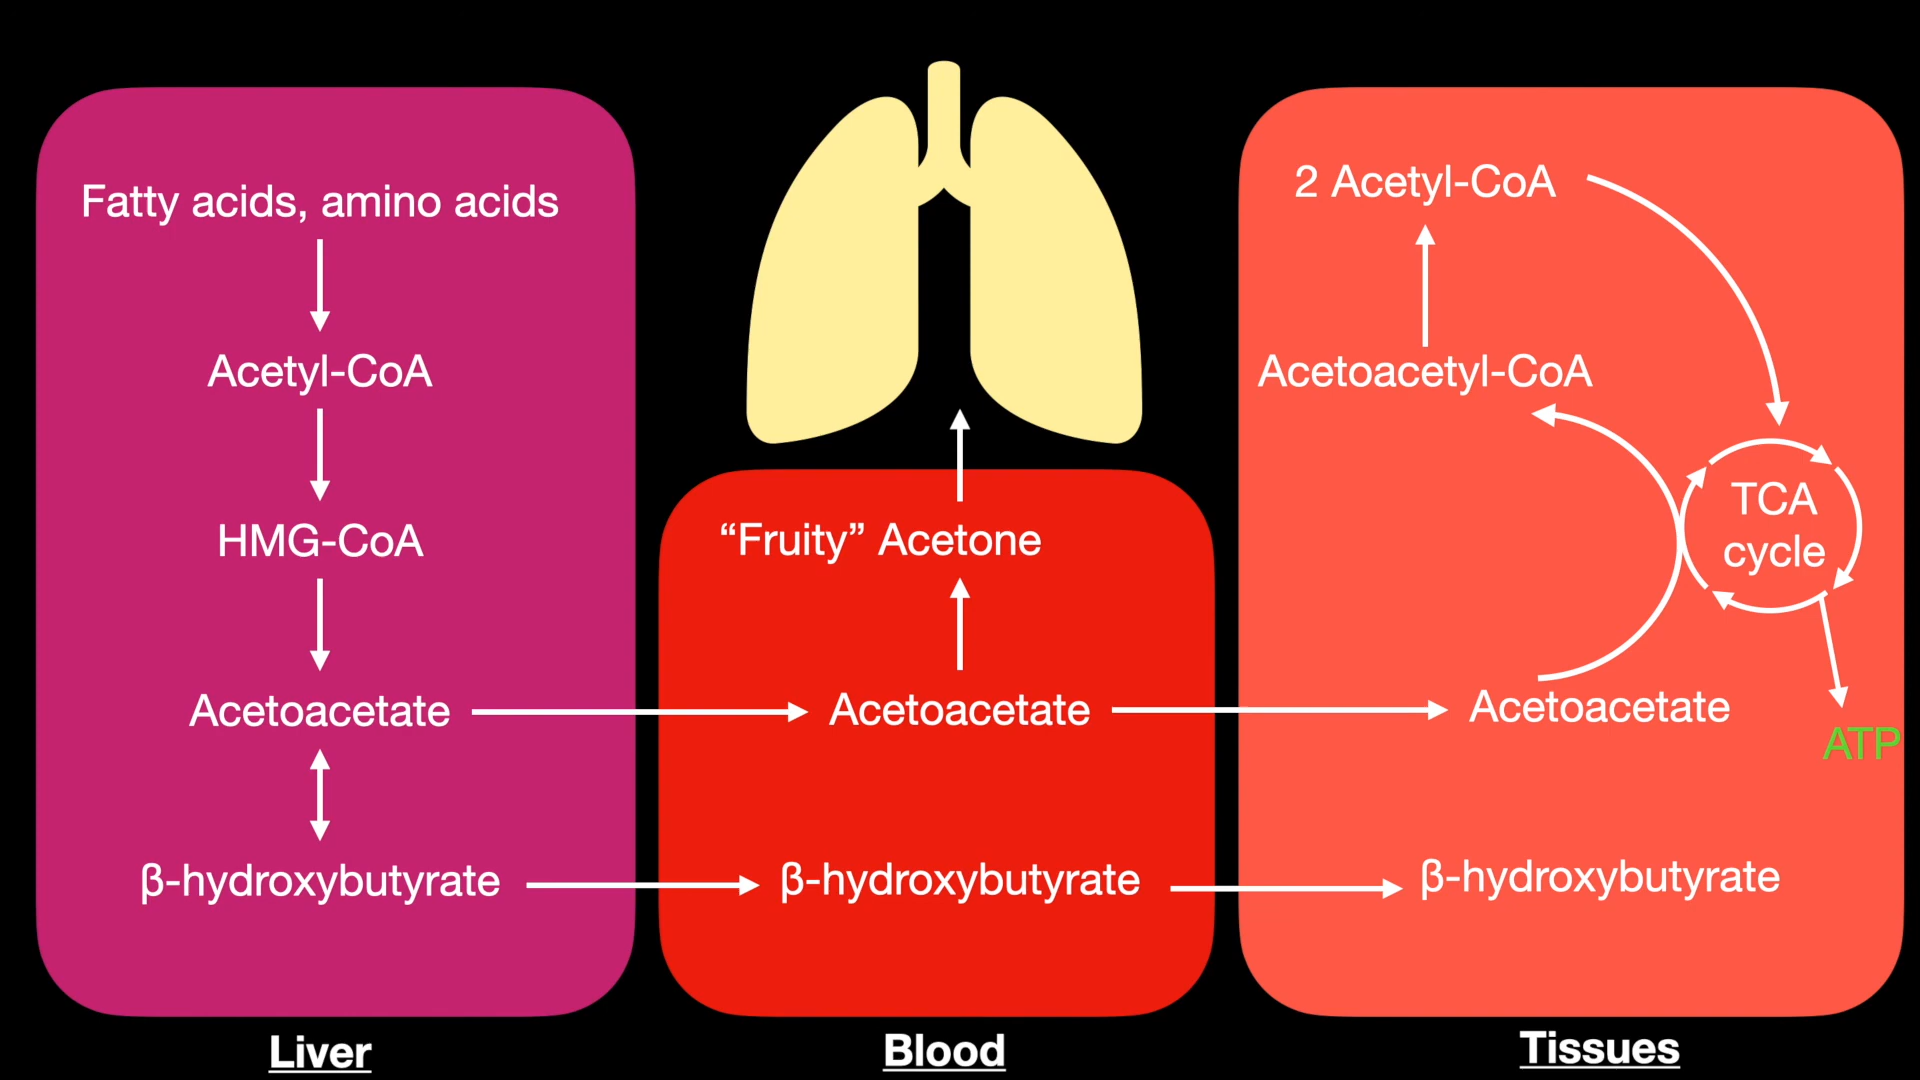 Fatty acids, amino acids
Acetyl-CoA
HMG-CoA
Acetoacetate
β-hydroxybutyrate
Liver
“Fruity” Acetone
Acetoacetate
β-hydroxybutyrate
Blood
2 Acetyl-CoA
Acetoacetyl-CoA
TCA
cycle
Acetoacetate
ATP
β-hydroxybutyrate
Tissues